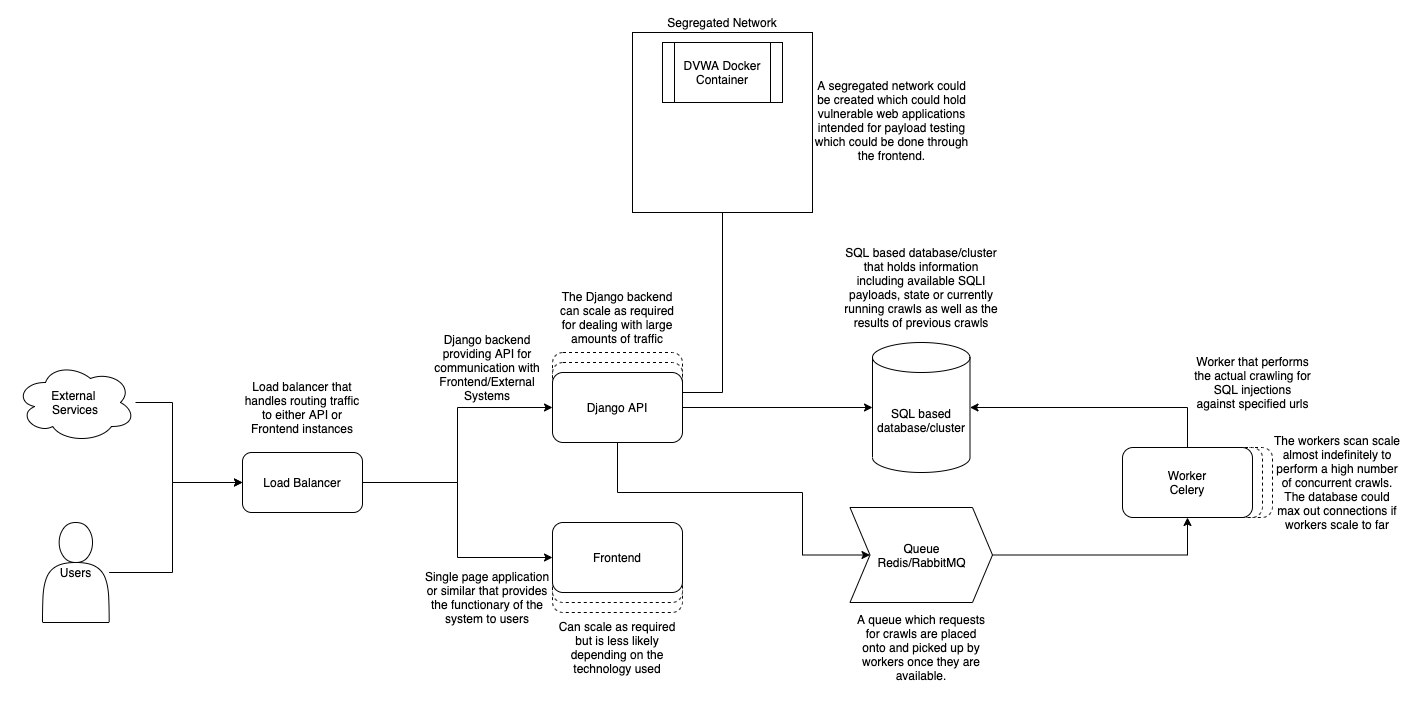 Segregated Network
DVWA Docker
Container
A segregated network could
be created which could hold
vulnerable web applications
intended for payload testing
which could be done through
the frontend.
SQL based database/cluster
that holds information
including available SQLI
payloads, state or currently
running crawls as well as the
results of previous crawls
The Django backend
can scale as required
for dealing with large
amounts of traffic
Django backend
providing API for
communication with
Frontend/External
Systems
Worker that performs
the actual crawling for
SQL injections
against specified urls
External
Services
Load balancer that
handles routing traffic
to either API or
Frontend instances
Django API
SQL based
database/cluster
The workers scan scale
almost indefinitely to
perform a high number
of concurrent crawls.
The database could
max out connections if
workers scale to far
Load Balancer
Worker
Celery
Users
Frontend
Queue
Redis/RabbitMQ
Single page application
or similar that provides
the functionary of the
system to users
Can scale as required
but is less likely
depending on the
technology used
A queue which requests
for crawls are placed
onto and picked up by
workers once they are
available.